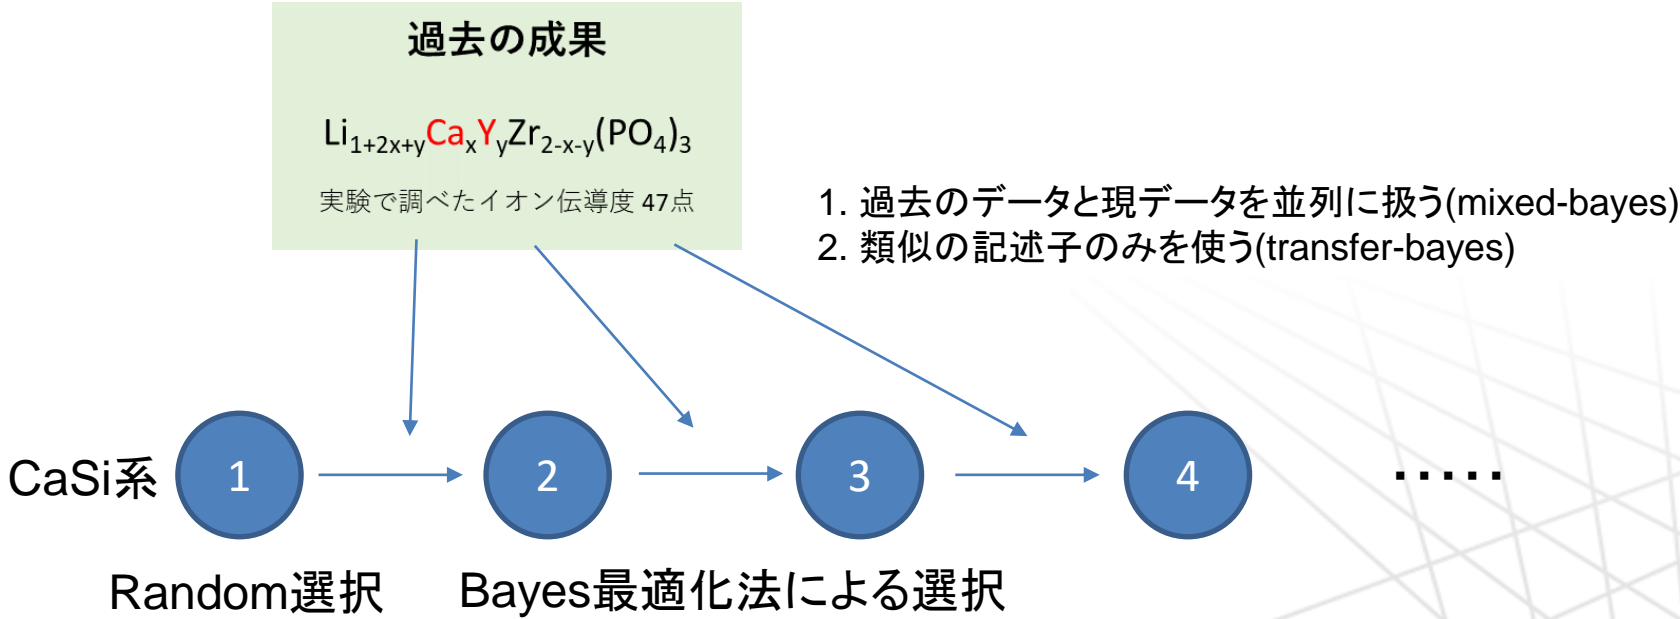 過去の成果
Li1+2x+yCaxYyZr2-x-y(PO4)3
実験で調べたイオン伝導度 47点
1. 過去のデータと現データを並列に扱う(mixed-bayes)
2. 類似の記述子のみを使う(transfer-bayes)
CaSi系 1 2 3 4 ・・・・・
Random選択 Bayes最適化法による選択